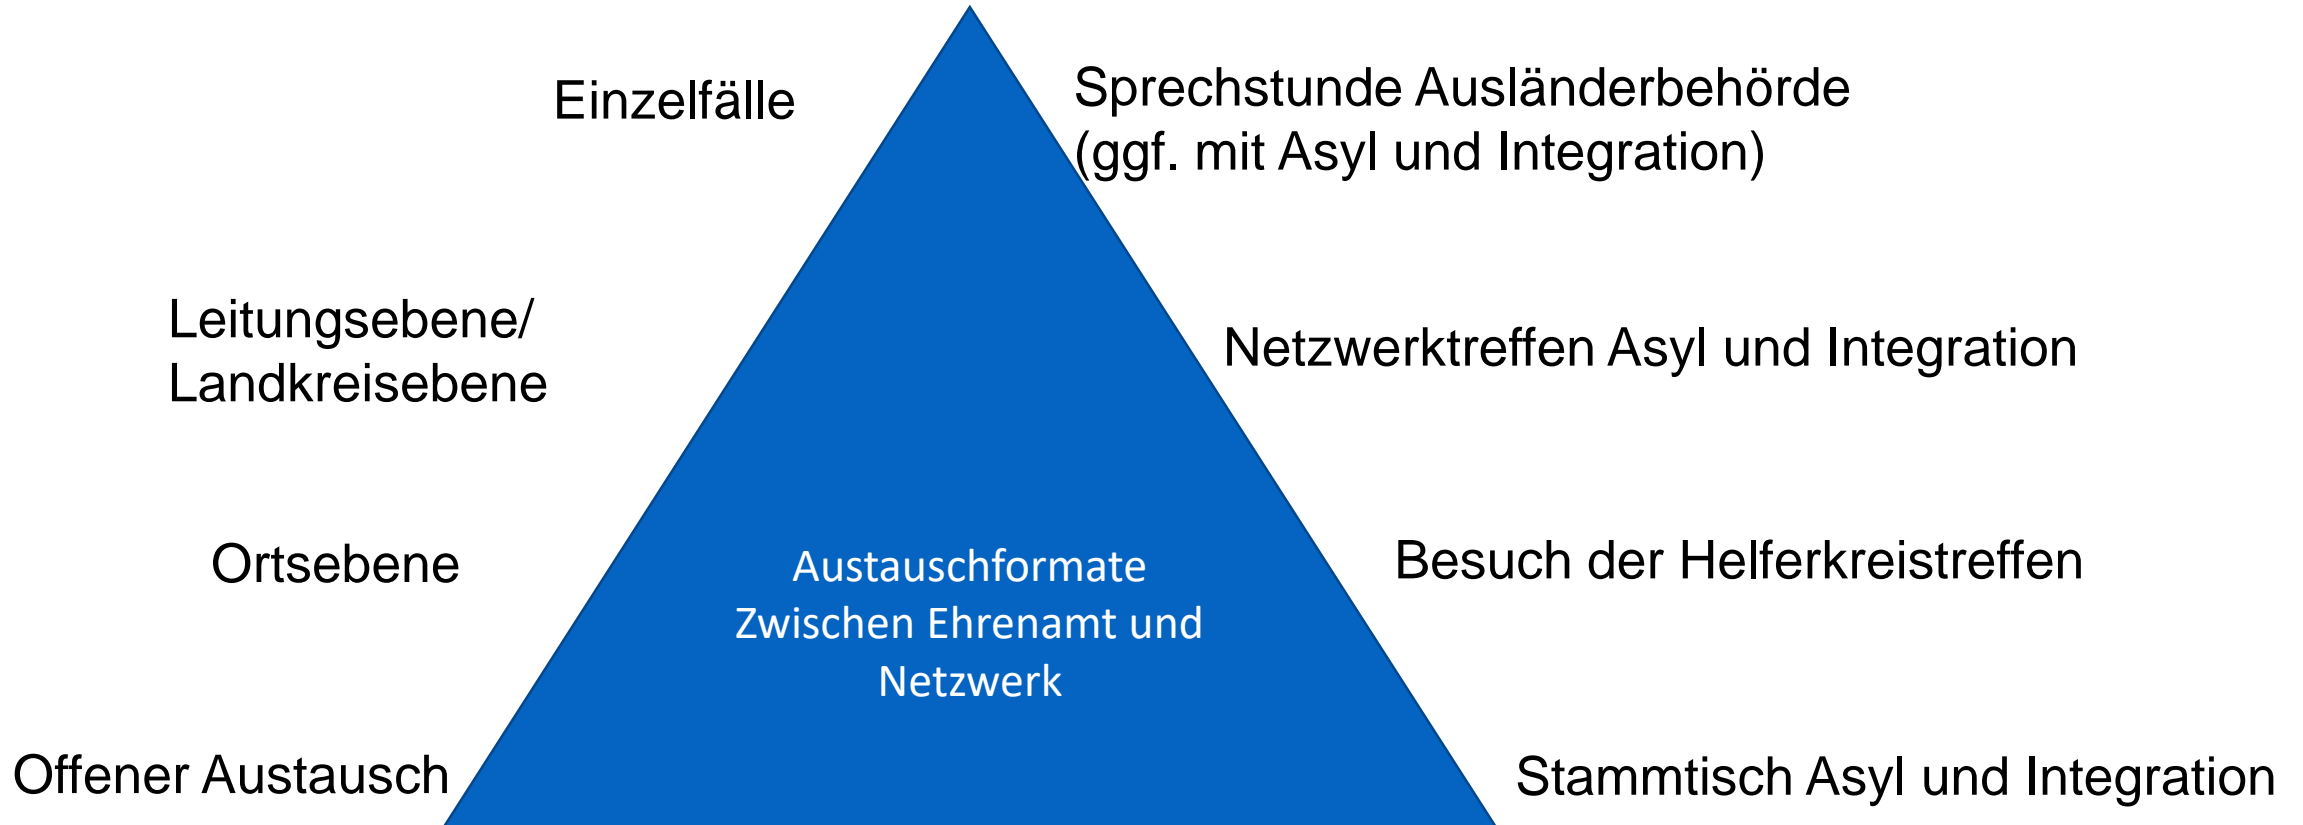 Einzelfälle
Sprechstunde Ausländerbehörde
(ggf. mit Asyl und Integration)
Leitungsebene/
Landkreisebene
Netzwerktreffen Asyl und Integration
Ortsebene
Besuch der Helferkreistreffen
Austauschformate
Zwischen Ehrenamt und
Netzwerk
Offener Austausch
Stammtisch Asyl und Integration